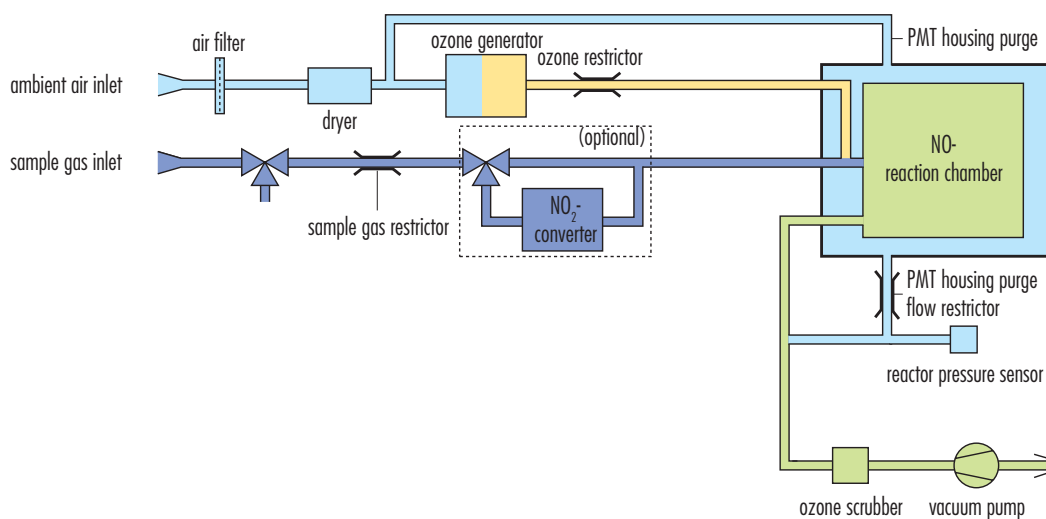 air filter
ozone generator
ozone restrictor
PMT housing purge
ambient air inlet
dryer
(optional)
sample gas inlet
NO-
reaction chamber
sample gas restrictor
NO₂-
converter
PMT housing purge
flow restrictor
reactor pressure sensor
ozone scrubber
vacuum pump